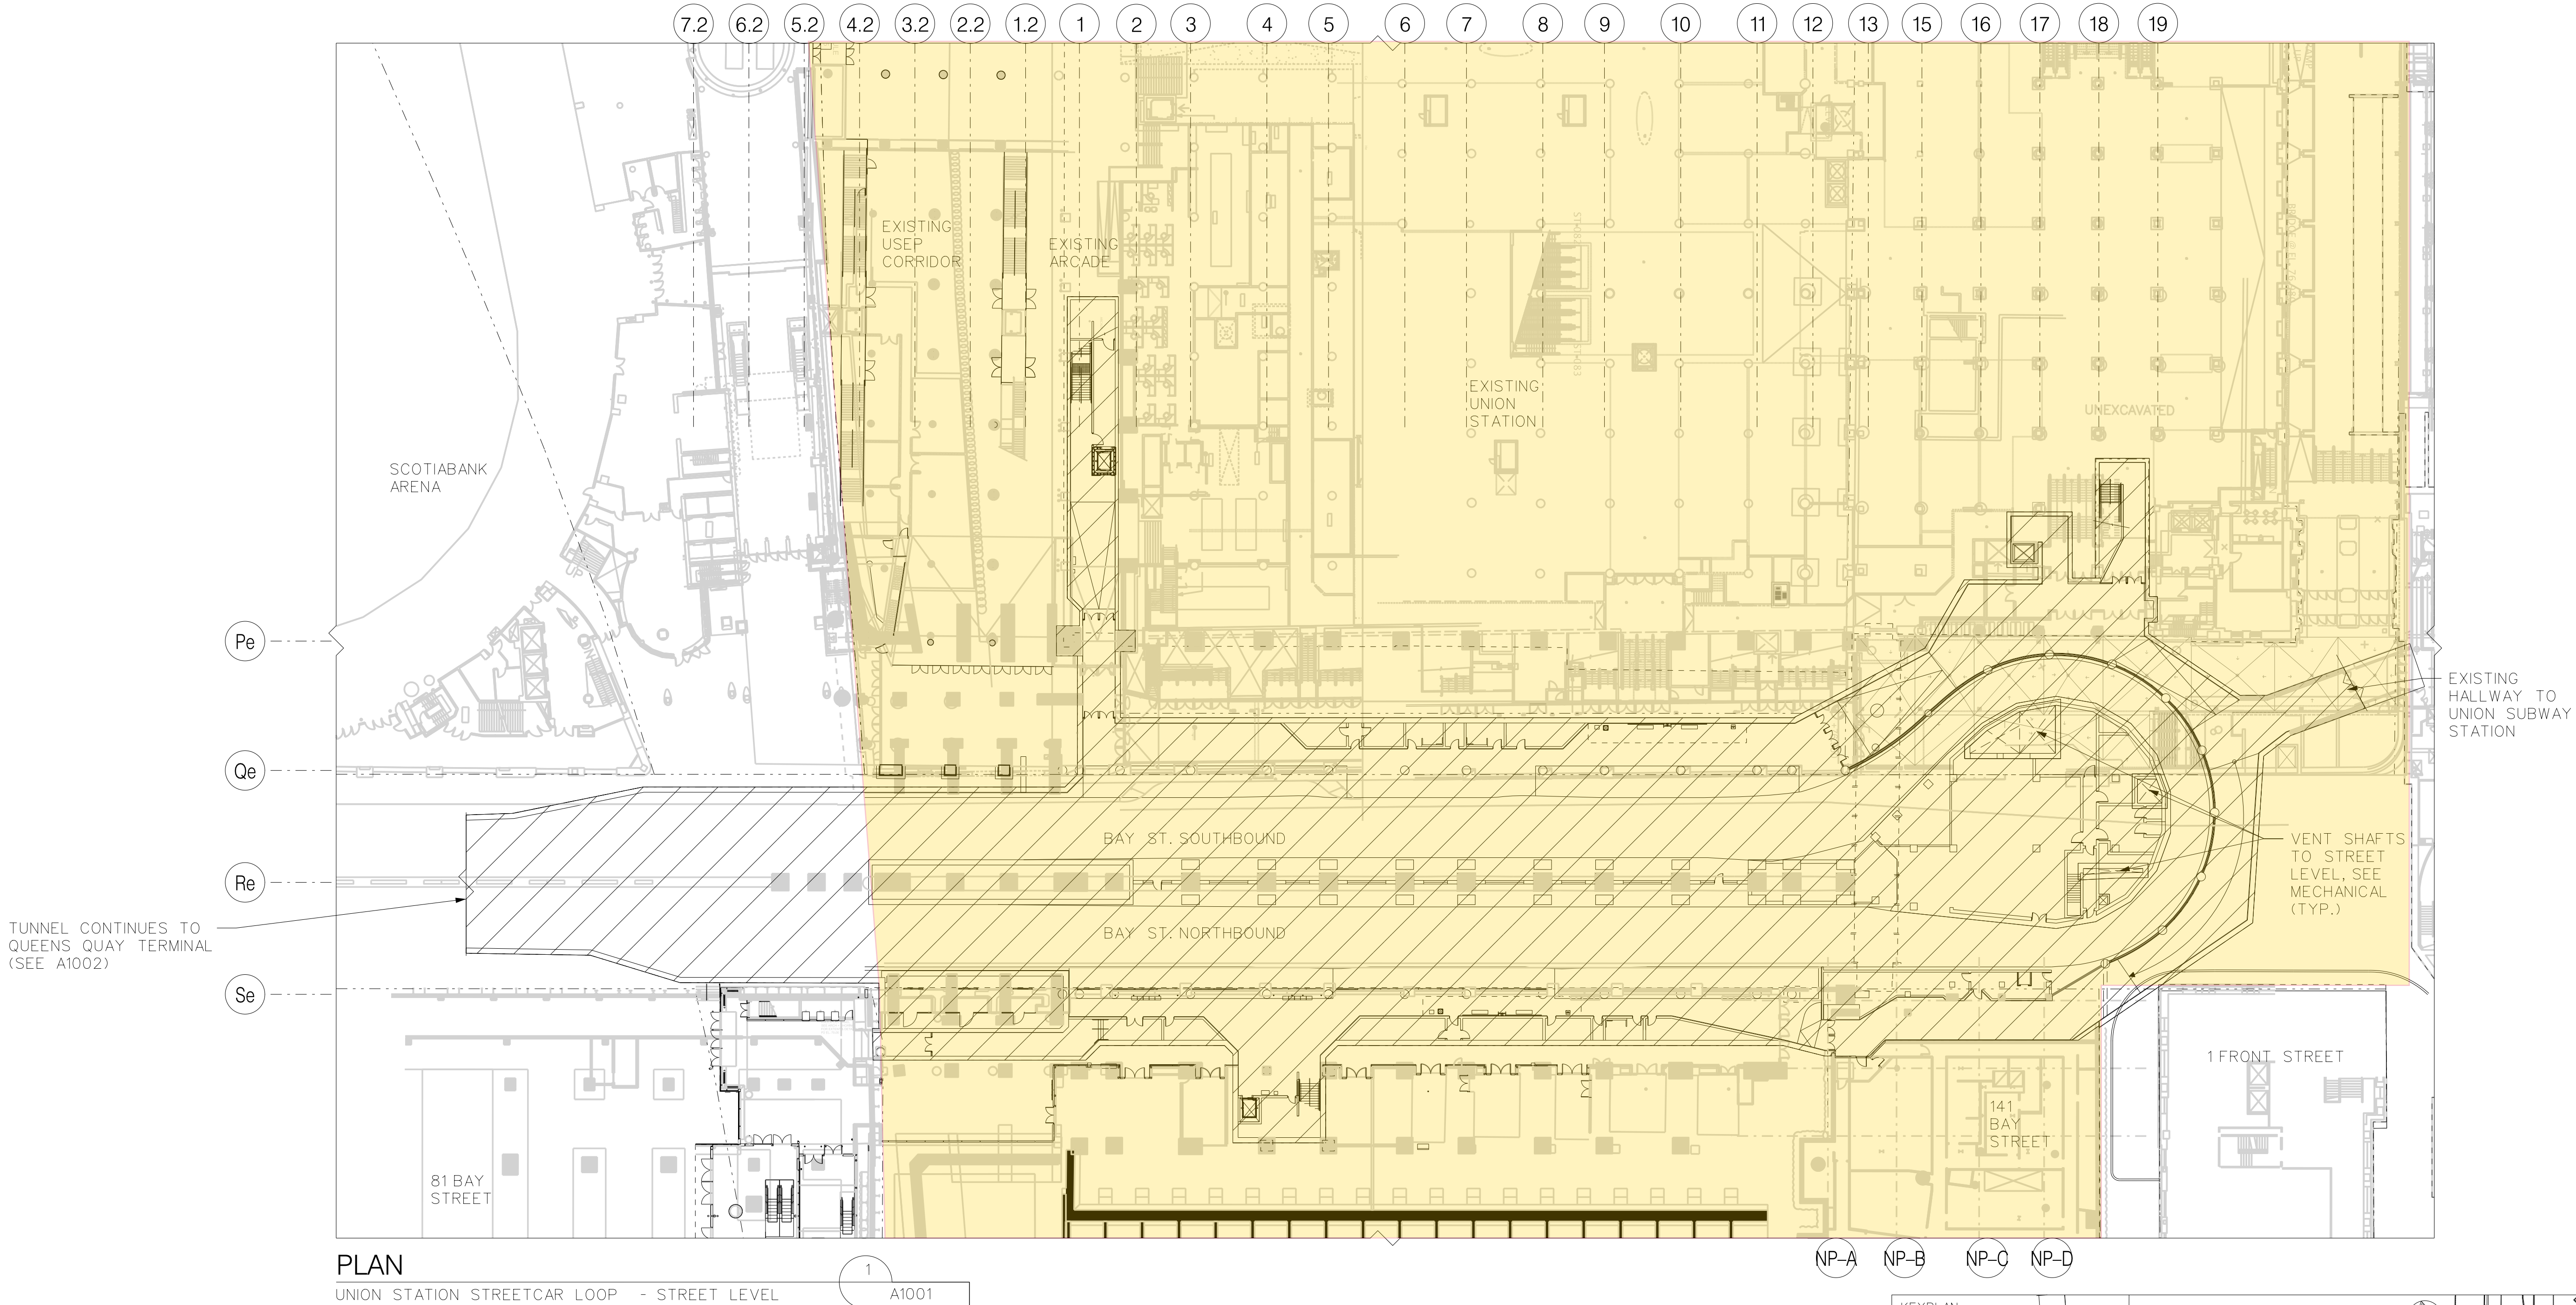 7.2 6.2 5.2 4.2 3.2 2.2 1.2 1 2 3 4 5 6 7 8 9 10 11 12 13 15 16 17 18 19
EXISTING
USEP
CORRIDOR
EXISTING
ARCADE
EXISTING
UNION
STATION
UNEXCAVATED
SCOTIABANK
ARENA
UP
Pe
Qe
Re
Se
EXISTING
HALLWAY TO
UNION SUBWAY
STATION
BAY ST. SOUTHBOUND
BAY ST. NORTHBOUND
VENT SHAFTS
TO STREET
LEVEL, SEE
MECHANICAL
(TYP.)
TUNNEL CONTINUES TO
QUEENS QUAY TERMINAL
(SEE A1002)
1 FRONT STREET
141
BAY
STREET
81 BAY
STREET
NP-A NP-B NP-C NP-D
PLAN
1
UNION STATION STREETCAR LOOP - STREET LEVEL
A1001
KEYPLAN